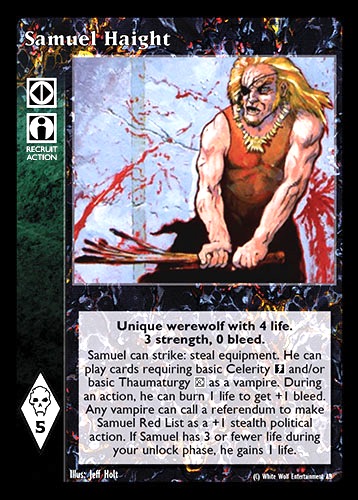 Samuel Haight
RECRUIT
ACTION
Unique werewolf with 4 life.
3 strength, 0 bleed.
Samuel can strike: steal equipment. He can
play cards requiring basic Celerity and/or
basic Thaumaturgy as a vampire. During
an action, he can burn 1 life to get +1 bleed.
Any vampire can call a referendum to make
Samuel Red List as a +1 stealth political
action. If Samuel has 3 or fewer life during
your unlock phase, he gains 1 life.
5
Illus: Jeff Holt
(C) White Wolf Entertainment AB